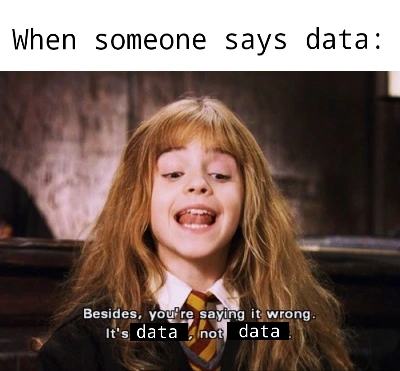 When someone says data:
Besides, you're saying it wrong.
It's data, not data.